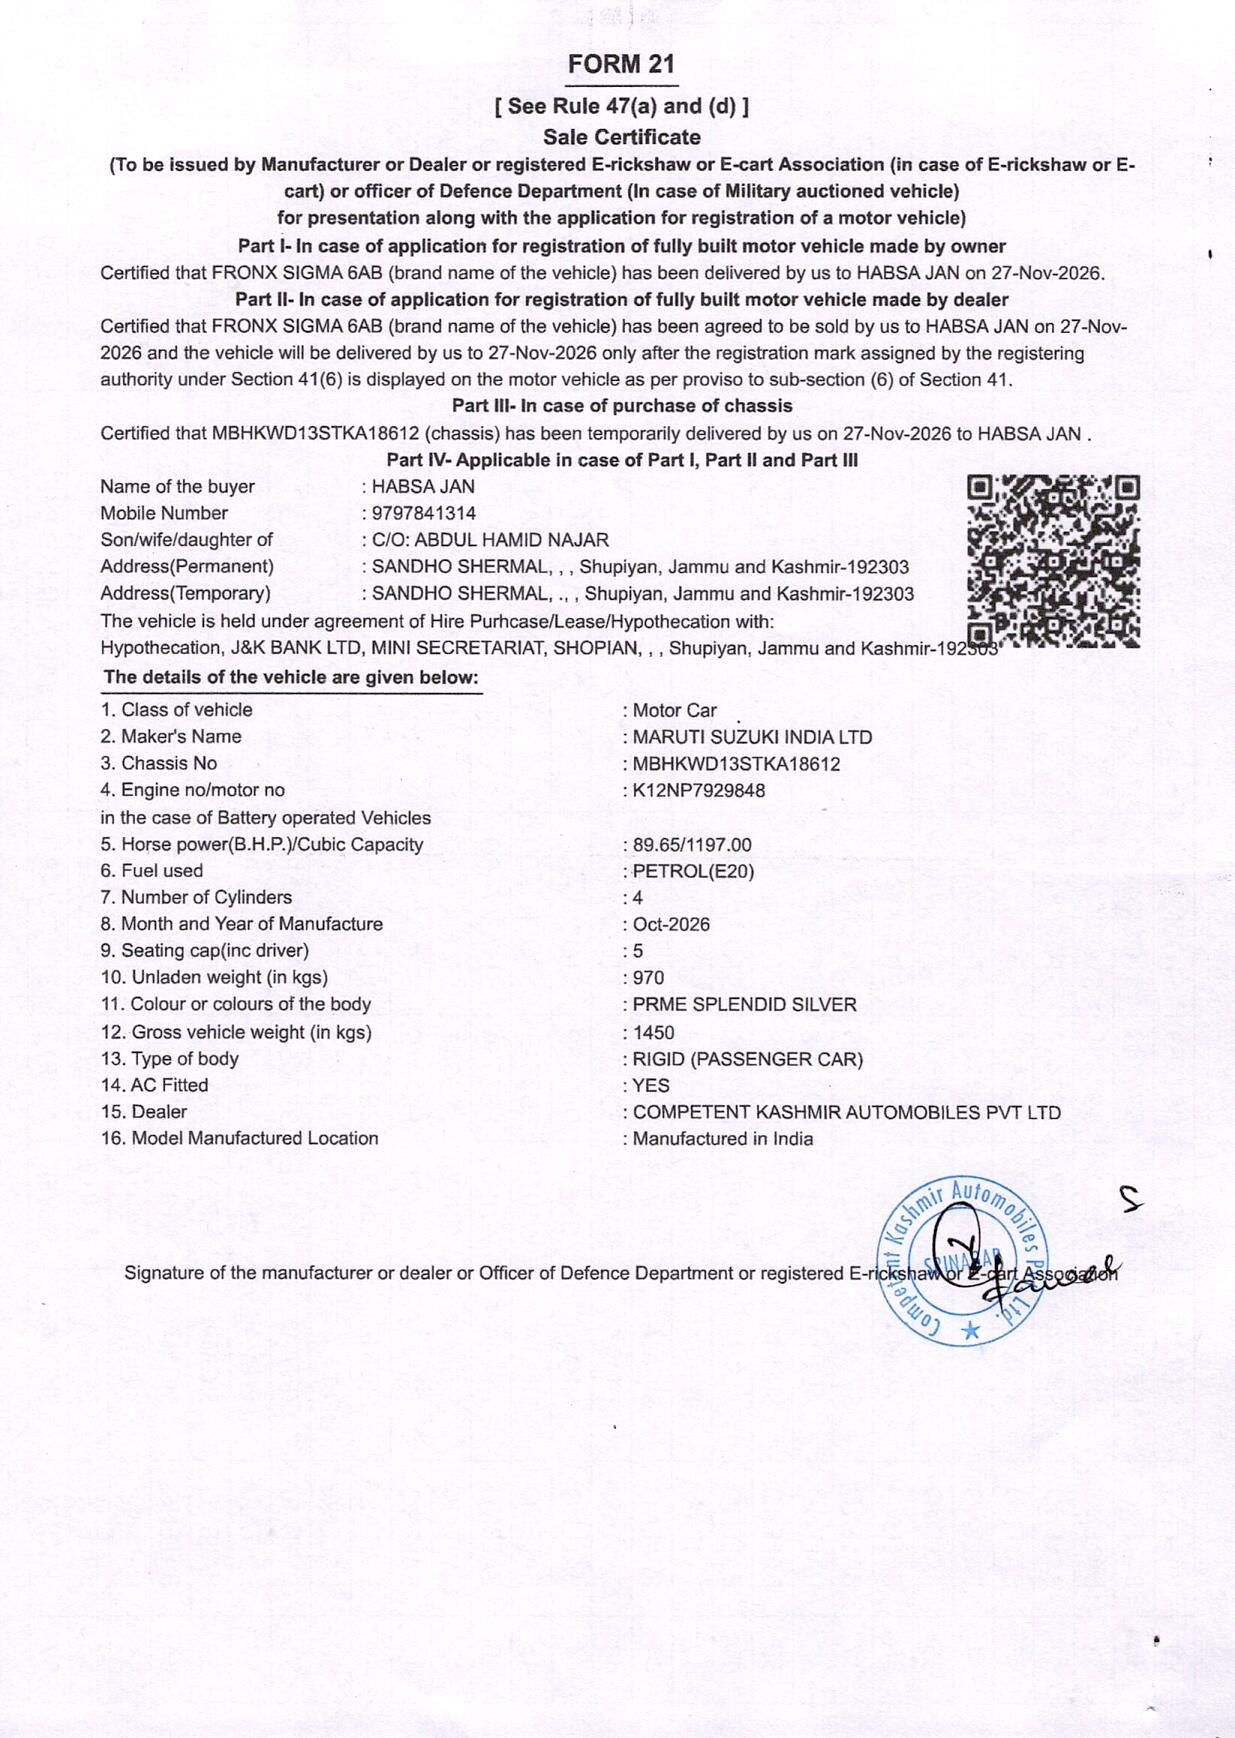 FORM 21
[ See Rule 47(a) and (d) ]
Sale Certificate
(To be issued by Manufacturer or Dealer or registered E-rickshaw or E-cart Association (in case of E-rickshaw or E-
cart) or officer of Defence Department (In case of Military auctioned vehicle)
for presentation along with the application for registration of a motor vehicle)
Part I- In case of application for registration of fully built motor vehicle made by owner
Certified that FRONX SIGMA 6AB (brand name of the vehicle) has been delivered by us to HABSA JAN on 27-Nov-2026.
Part II- In case of application for registration of fully built motor vehicle made by dealer
Certified that FRONX SIGMA 6AB (brand name of the vehicle) has been agreed to be sold by us to HABSA JAN on 27-Nov-
2026 and the vehicle will be delivered by us to 27-Nov-2026 only after the registration mark assigned by the registering
authority under Section 41(6) is displayed on the motor vehicle as per proviso to sub-section (6) of Section 41.
Part III- In case of purchase of chassis
Certified that MBHKWD13STKA18612 (chassis) has been temporarily delivered by us on 27-Nov-2026 to HABSA JAN .
Part IV- Applicable in case of Part I, Part II and Part III
Name of the buyer : HABSA JAN
Mobile Number : 9797841314
Son/wife/daughter of : C/O: ABDUL HAMID NAJAR
Address(Permanent) : SANDHO SHERMAL, , , Shupiyan, Jammu and Kashmir-192303
Address(Temporary) : SANDHO SHERMAL, ., , Shupiyan, Jammu and Kashmir-192303
The vehicle is held under agreement of Hire Purhcase/Lease/Hypothecation with:
Hypothecation, J&K BANK LTD, MINI SECRETARIAT, SHOPIAN, , , Shupiyan, Jammu and Kashmir-192303
The details of the vehicle are given below:
1. Class of vehicle : Motor Car
2. Maker's Name : MARUTI SUZUKI INDIA LTD
3. Chassis No : MBHKWD13STKA18612
4. Engine no/motor no : K12NP7929848
in the case of Battery operated Vehicles
5. Horse power(B.H.P.)/Cubic Capacity : 89.65/1197.00
6. Fuel used : PETROL(E20)
7. Number of Cylinders : 4
8. Month and Year of Manufacture : Oct-2026
9. Seating cap(inc driver) : 5
10. Unladen weight (in kgs) : 970
11. Colour or colours of the body : PRME SPLENDID SILVER
12. Gross vehicle weight (in kgs) : 1450
13. Type of body : RIGID (PASSENGER CAR)
14. AC Fitted : YES
15. Dealer : COMPETENT KASHMIR AUTOMOBILES PVT LTD
16. Model Manufactured Location : Manufactured in India
Competent Kashmir Automobiles Pvt Ltd.
SRINAGAR
Signature of the manufacturer or dealer or Officer of Defence Department or registered E-rickshaw or E-cart Association